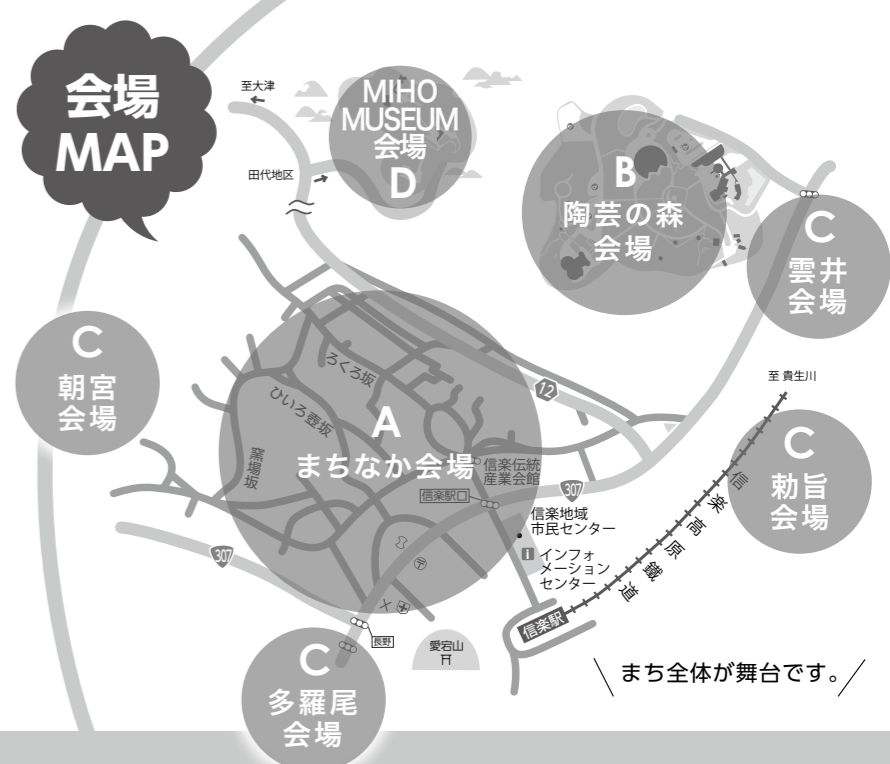 会場
MAP
至大津
田代地区
MIHO
MUSEUM
会場
D
B
陶芸の森
会場
C
雲井
会場
C
朝宮
会場
ろくろ坂
ひいろ壺坂
窯場坂
A
まちなか会場
信楽伝統
産業会館
信楽駅口
12
307
307
至 貴生川
C
勅旨
会場
信楽高原鐵道
信楽地域
市民センター
i インフォ
メーション
センター
信楽駅
長野
愛宕山
C
多羅尾
会場
まち全体が舞台です。